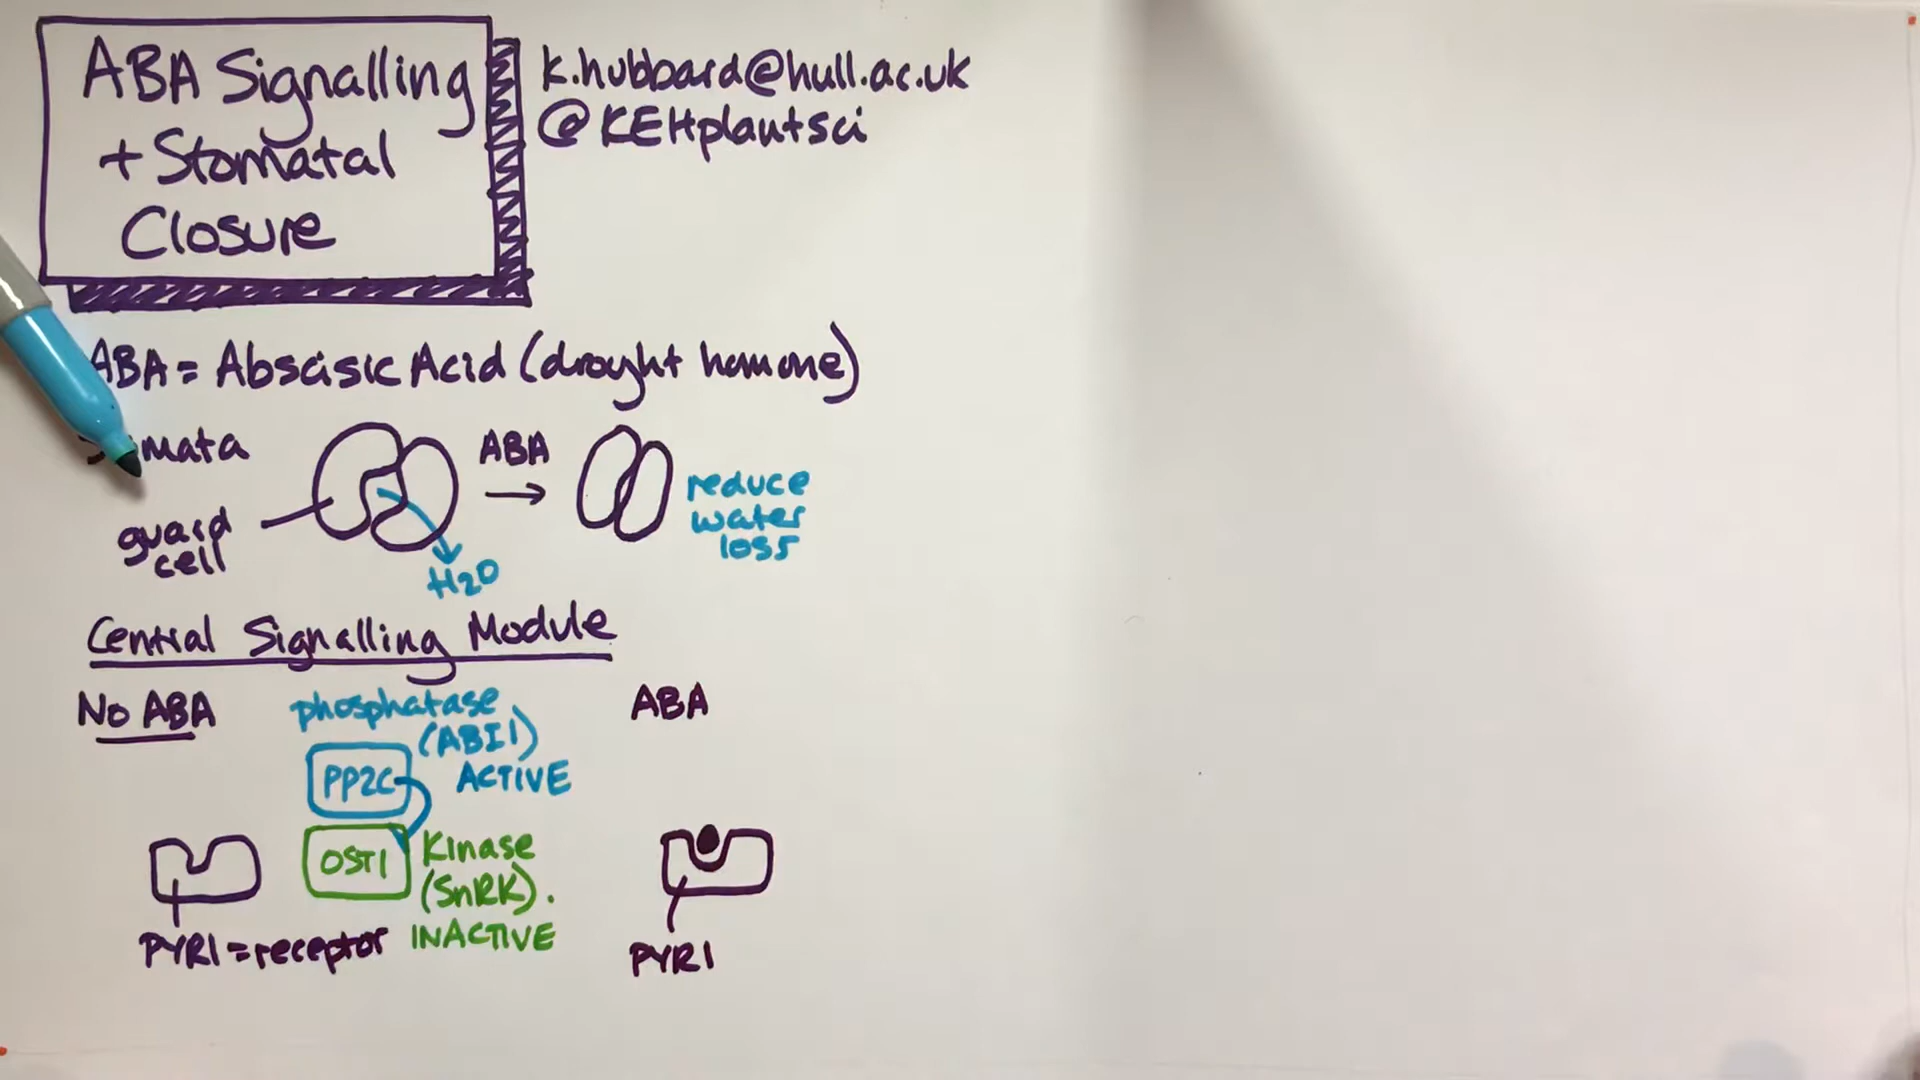 ABA Signalling
+ Stomatal
Closure
k.hubbard@hull.ac.uk
@KEHplantsci
ABA = Abscisic Acid (drought hormone)
mata
ABA
guard
cell
H2O
reduce
water
loss
Central Signalling Module
No ABA
phosphatase
(ABI1)
ACTIVE
PP2C
OST1
Kinase
(SnRK).
INACTIVE
PYR1 = receptor
ABA
PYR1